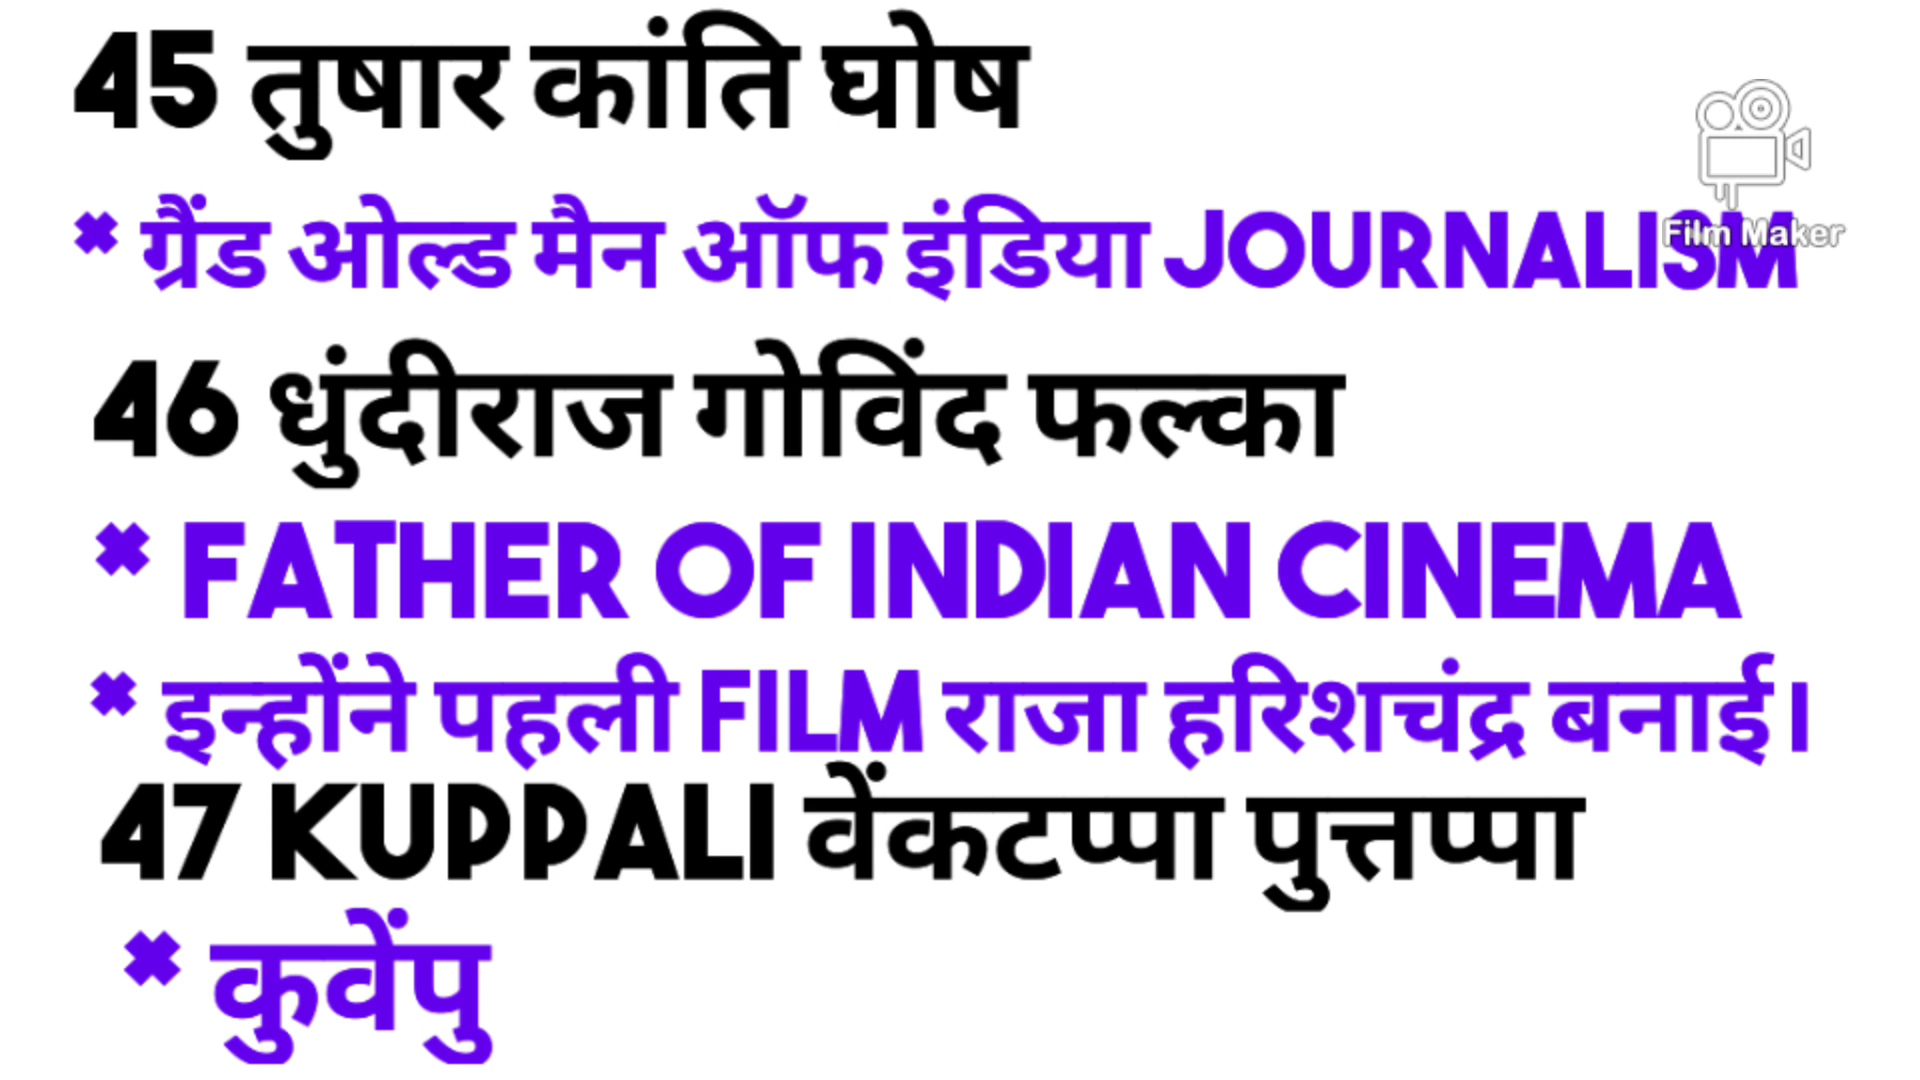 45 तुषार कांति घोष
* ग्रैंड ओल्ड मैन ऑफ इंडिया JOURNALISM
Film Maker
46 धुंदीराज गोविंद फल्का
* FATHER OF INDIAN CINEMA
* इन्होंने पहली FILM राजा हरिशचंद्र बनाई।
47 KUPPALI वेंकटप्पा पुत्तप्पा
* कुवेंपु